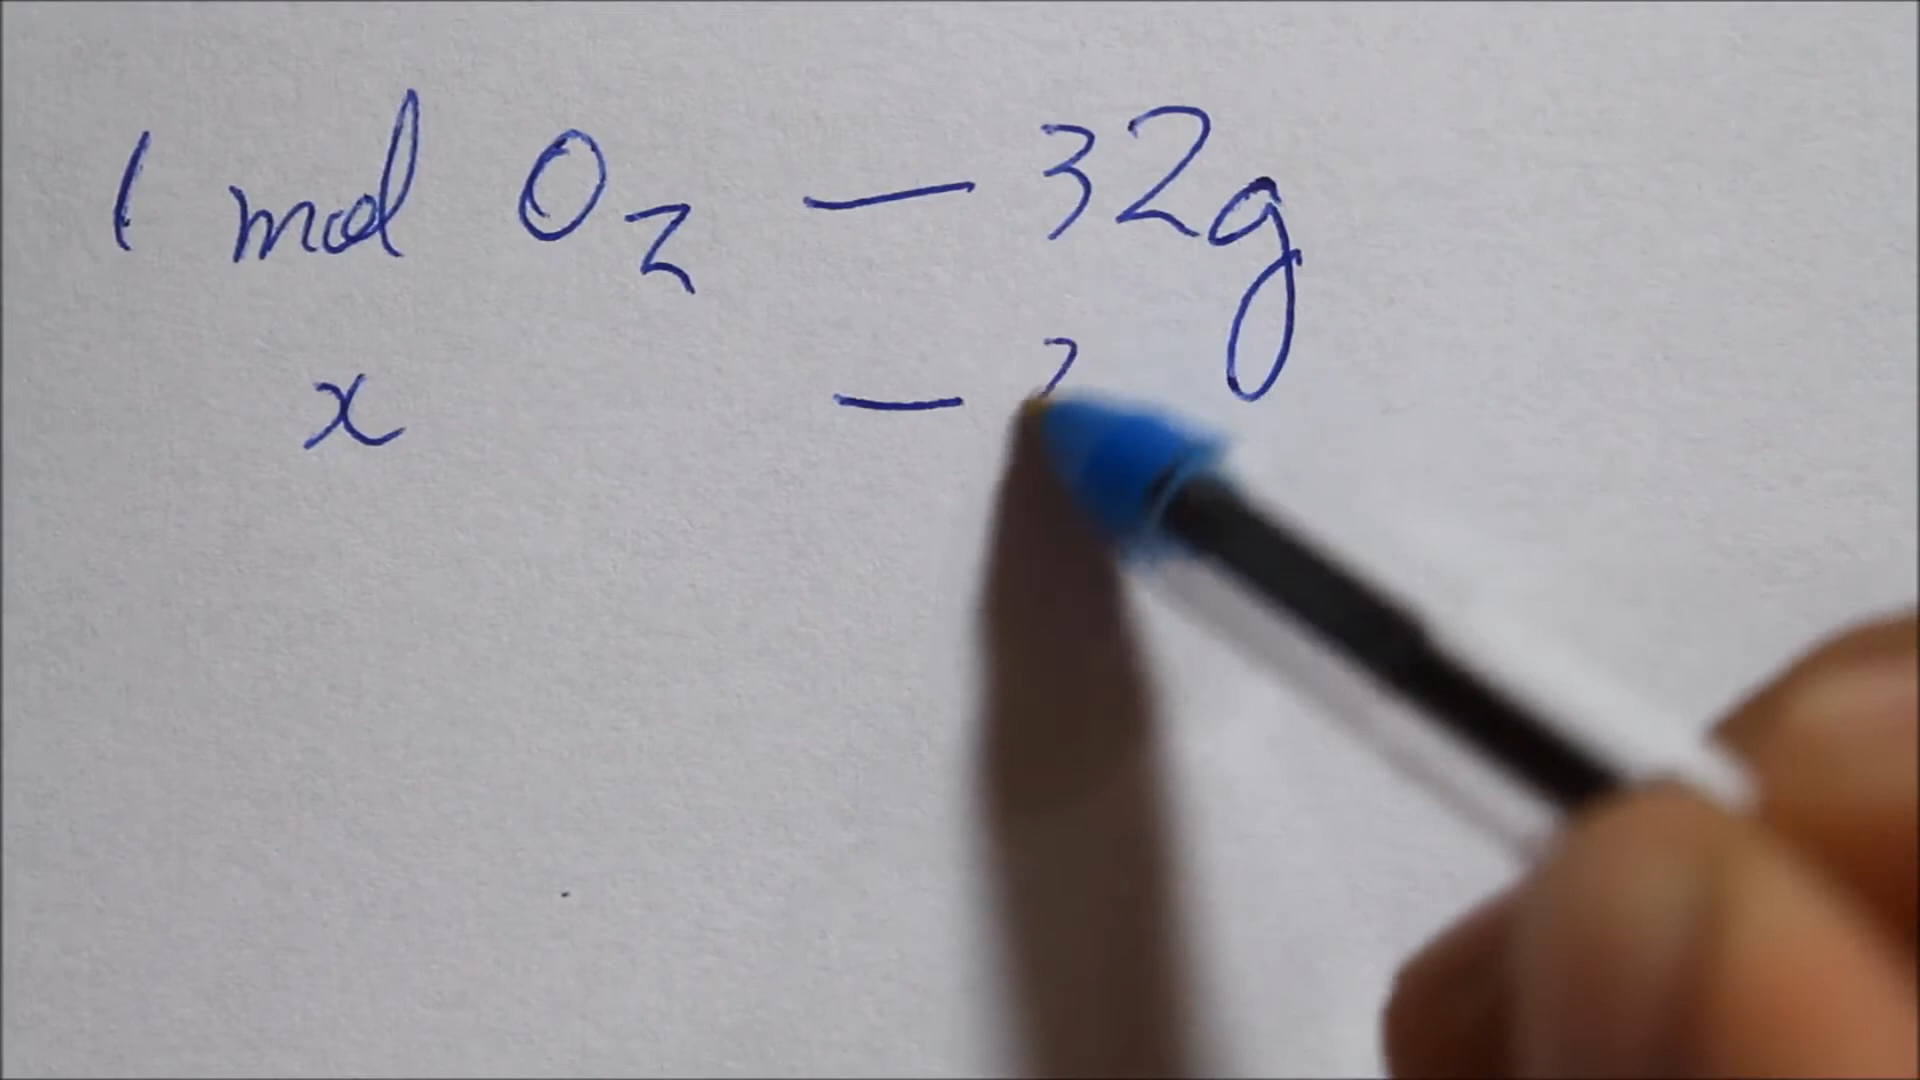 1 mol O₂ — 32g
x —